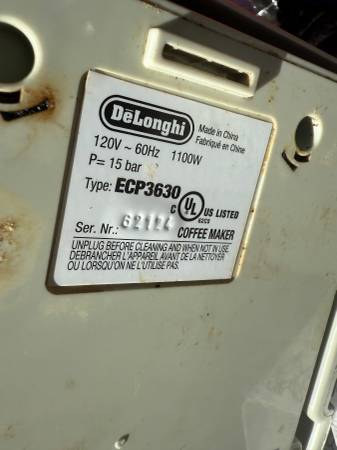 DeLonghi
Made in China
Fabriqué en Chine
120V ~ 60Hz 1100W
P= 15 bar
Type: ECP3630
C UL US LISTED
Ser. Nr.: 62124
COFFEE MAKER
UNPLUG BEFORE CLEANING AND WHEN NOT IN USE.
DEBRANCHER L'APPAREIL AVANT DE LA NETTOYER
OU LORSQU'ON NE L'UTILISE PAS.